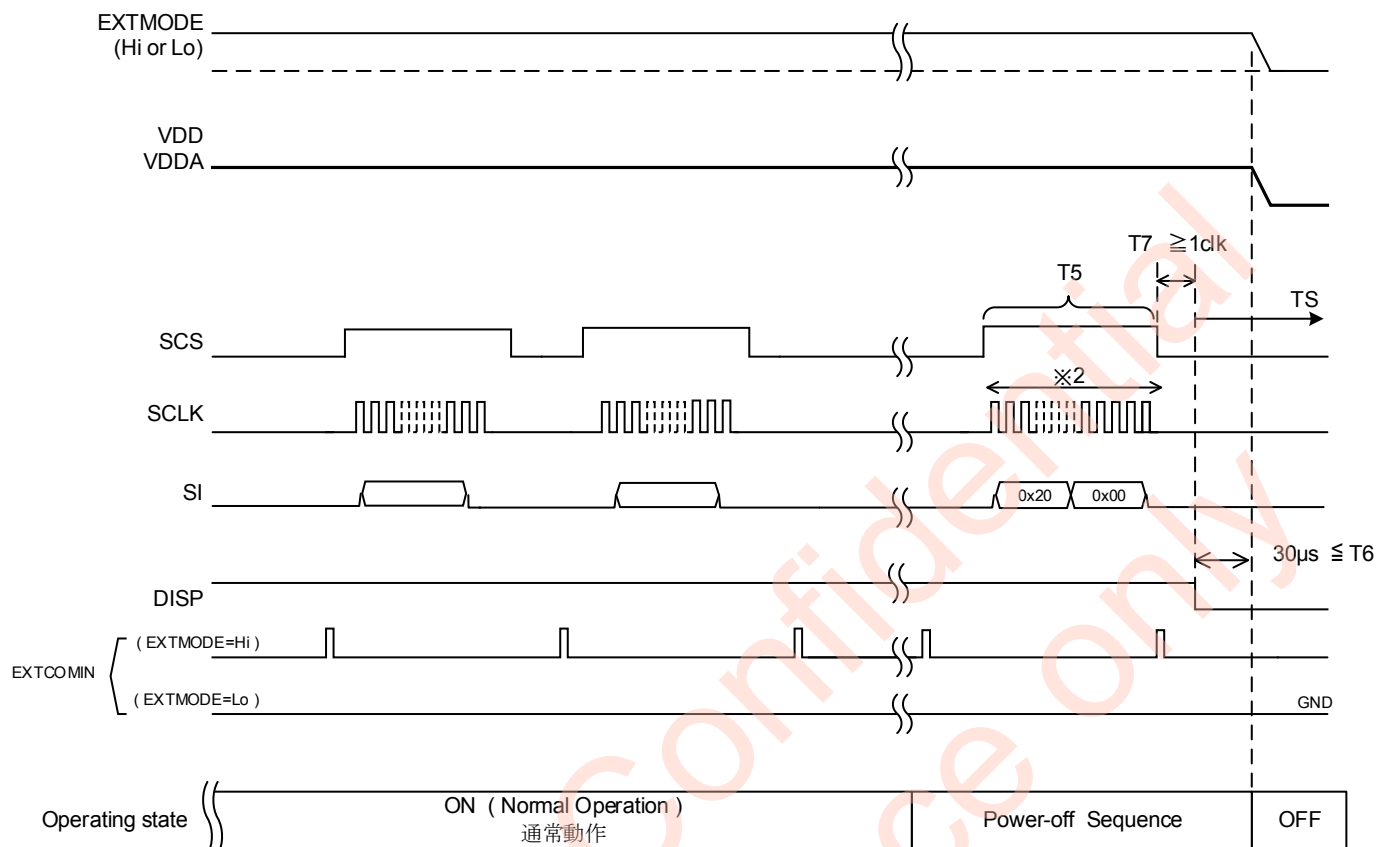 EXTMODE
(Hi or Lo)
VDD
VDDA
T7 ≧1clk
T5
TS
SCS
※2
SCLK
SI
0x20 0x00
30μs ≦ T6
DISP
( EXTMODE=Hi )
EXTCOMIN
( EXTMODE=Lo )
GND
Operating state
ON ( Normal Operation )
通常動作
Power-off Sequence
OFF
Confidential
only